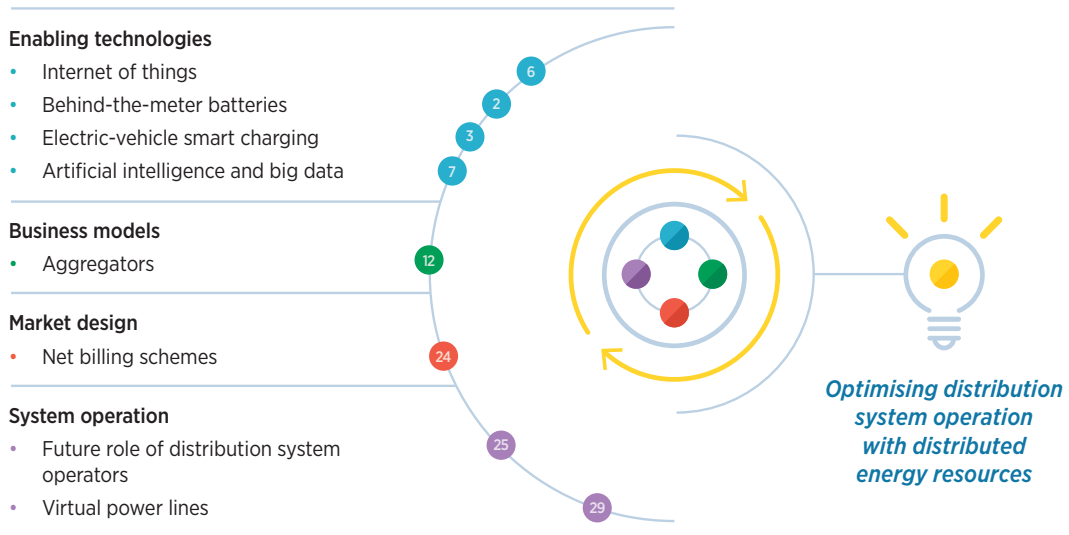 Enabling technologies
• Internet of things
• Behind-the-meter batteries
• Electric-vehicle smart charging
• Artificial intelligence and big data
6
2
3
7
Business models
• Aggregators
12
Market design
• Net billing schemes
24
System operation
• Future role of distribution system
operators
• Virtual power lines
25
29
Optimising distribution
system operation
with distributed
energy resources